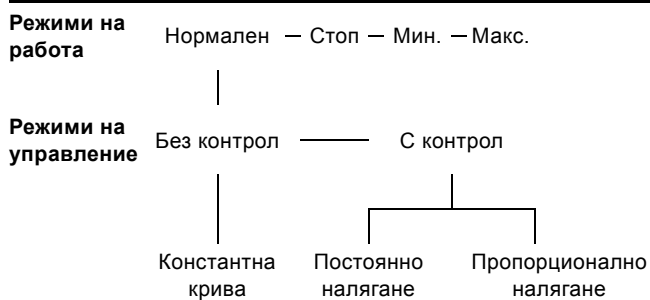 Режими на
работа
Нормален – Стоп – Мин. – Макс.
Режими на
управление
Без контрол
С контрол
Константна
крива
Постоянно
налягане
Пропорционално
налягане